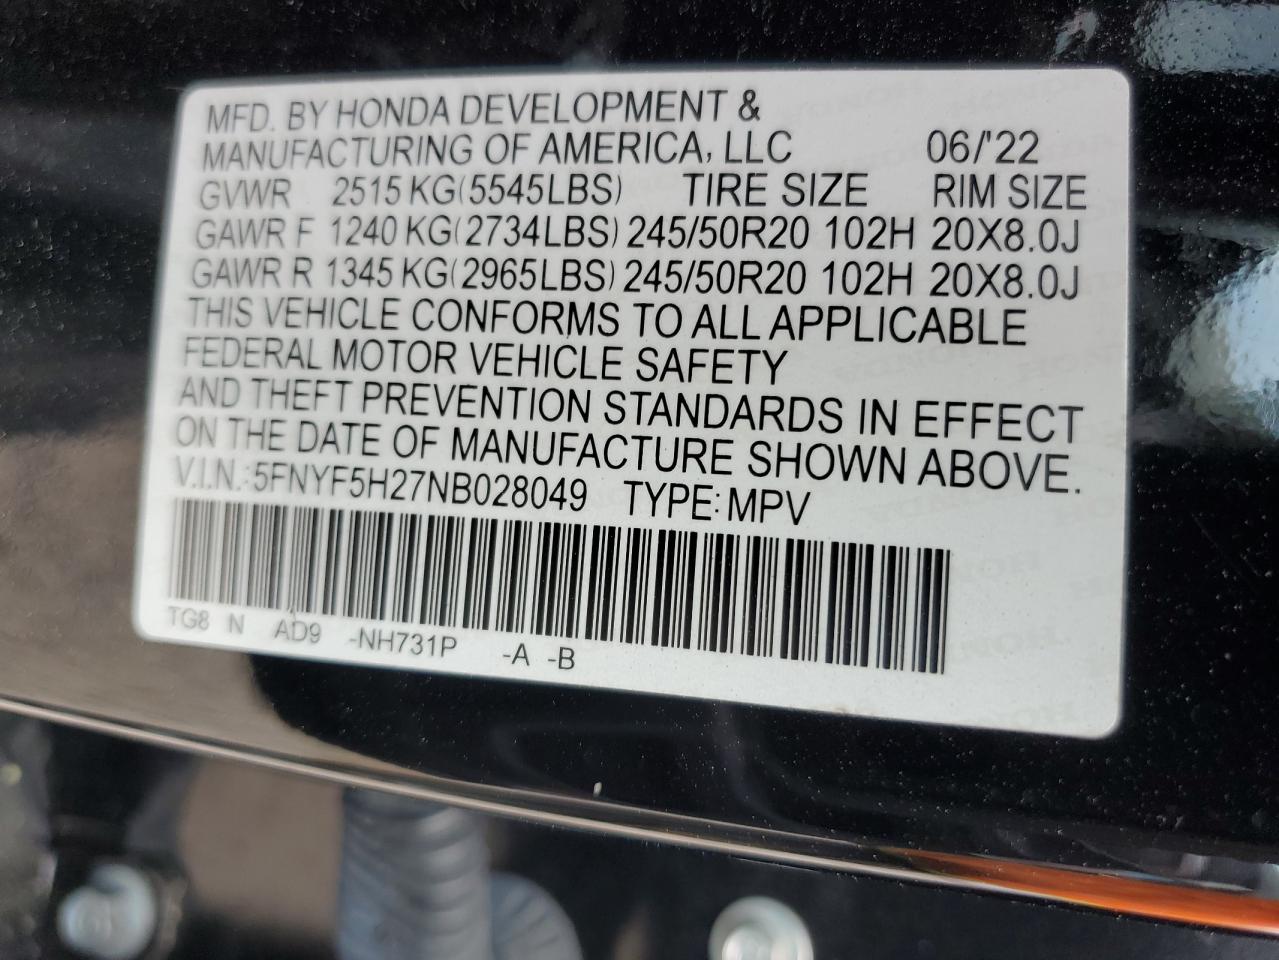 MFD. BY HONDA DEVELOPMENT &
MANUFACTURING OF AMERICA, LLC 06/'22
GVWR 2515 KG(5545LBS) TIRE SIZE RIM SIZE
GAWR F 1240 KG(2734LBS) 245/50R20 102H 20X8.0J
GAWR R 1345 KG(2965LBS) 245/50R20 102H 20X8.0J
THIS VEHICLE CONFORMS TO ALL APPLICABLE
FEDERAL MOTOR VEHICLE SAFETY
AND THEFT PREVENTION STANDARDS IN EFFECT
ON THE DATE OF MANUFACTURE SHOWN ABOVE.
V.I.N.:5FNYF5H27NB028049 TYPE:MPV
TG8 N AD9 -NH731P -A -B